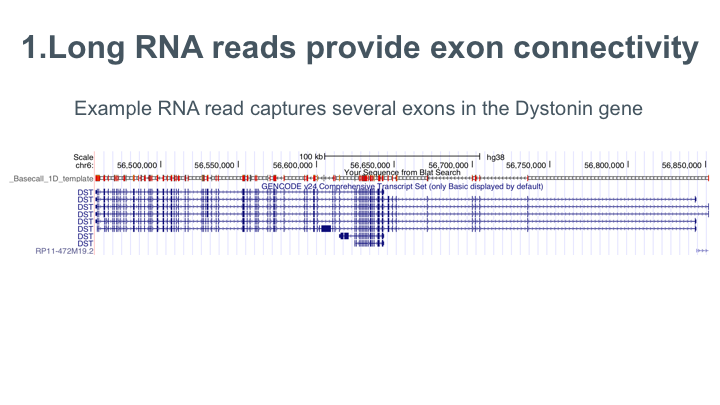 1.Long RNA reads provide exon connectivity
Example RNA read captures several exons in the Dystonin gene
Scale 100 kb hg38
chr6: 56,500,000 56,550,000 56,600,000 56,650,000 56,700,000 56,750,000 56,800,000 56,850,000
Your Sequence from Blat Search
_Basecall_1D_template
GENCODE v24 Comprehensive Transcript Set (only Basic displayed by default)
DST
DST
DST
DST
DST
DST
DST
DST
RP11-472M19.2